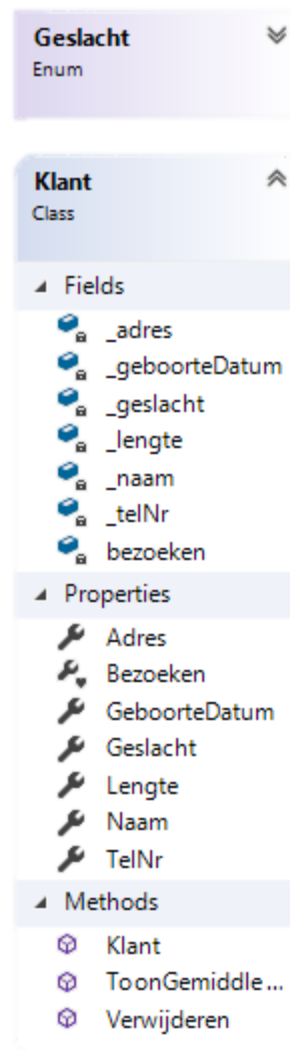 Geslacht
Enum
Klant
Class
Fields
_adres
_geboorteDatum
_geslacht
_lengte
_naam
_telNr
bezoeken
Properties
Adres
Bezoeken
GeboorteDatum
Geslacht
Lengte
Naam
TelNr
Methods
Klant
ToonGemiddle...
Verwijderen